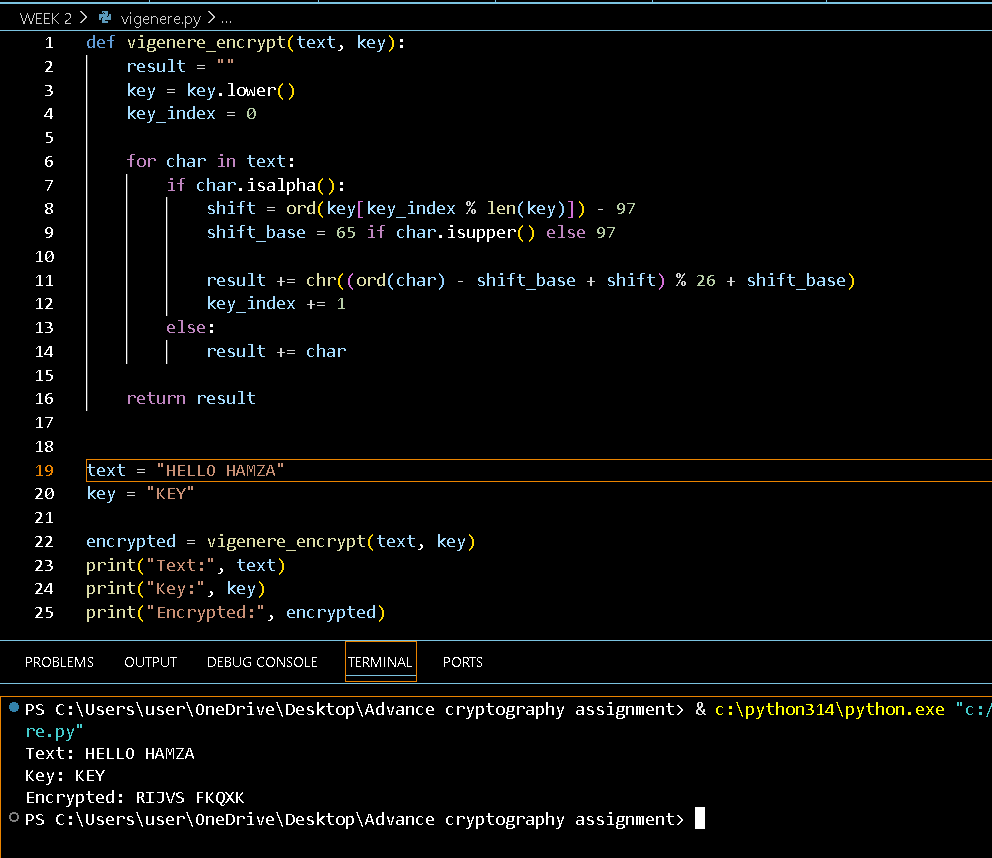 WEEK 2 > vigenere.py > ...
1 def vigenere_encrypt(text, key):
2     result = ""
3     key = key.lower()
4     key_index = 0
5
6     for char in text:
7         if char.isalpha():
8             shift = ord(key[key_index % len(key)]) - 97
9             shift_base = 65 if char.isupper() else 97
10
11             result += chr((ord(char) - shift_base + shift) % 26 + shift_base)
12             key_index += 1
13         else:
14             result += char
15
16     return result
17
18
19 text = "HELLO HAMZA"
20 key = "KEY"
21
22 encrypted = vigenere_encrypt(text, key)
23 print("Text:", text)
24 print("Key:", key)
25 print("Encrypted:", encrypted)
PROBLEMS OUTPUT DEBUG CONSOLE TERMINAL PORTS
PS C:\Users\user\OneDrive\Desktop\Advance cryptography assignment> & c:\python314\python.exe "c:/
re.py"
Text: HELLO HAMZA
Key: KEY
Encrypted: RIJVS FKQXK
PS C:\Users\user\OneDrive\Desktop\Advance cryptography assignment>